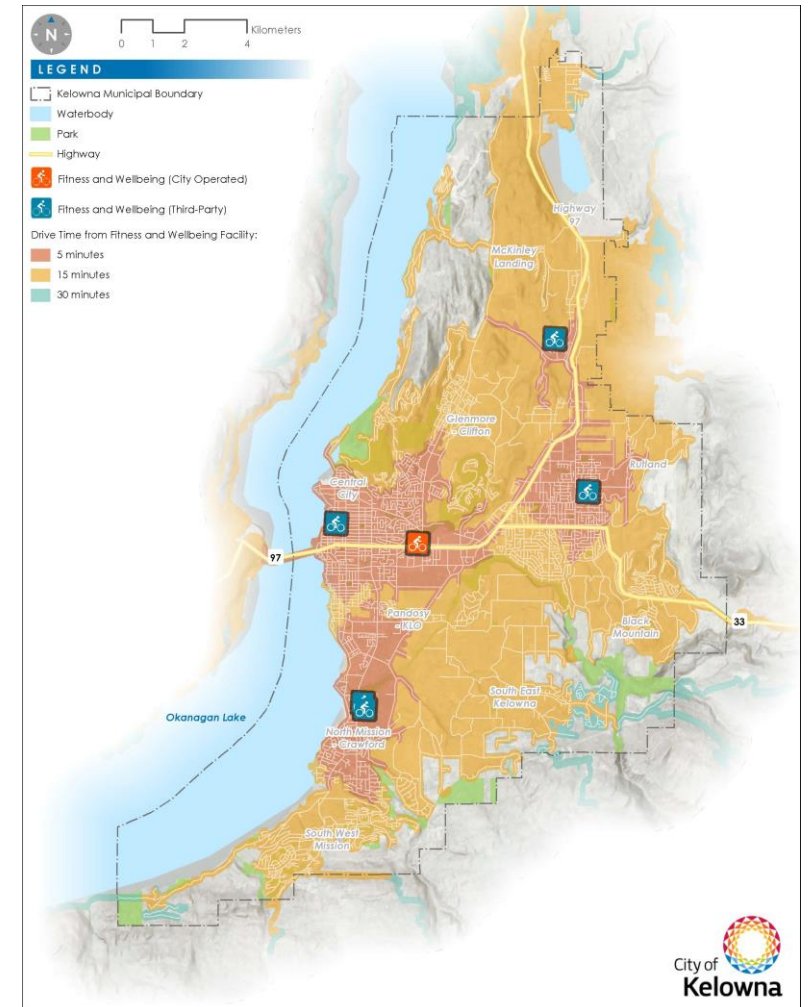 N
Kilometers
0 1 2 4
LEGEND
Kelowna Municipal Boundary
Waterbody
Park
Highway
Fitness and Wellbeing (City Operated)
Fitness and Wellbeing (Third-Party)
Drive Time from Fitness and Wellbeing Facility:
5 minutes
15 minutes
30 minutes
Highway
97
McKinley
Landing
Glenmore
- Clifton
Rutland
Central
City
97
Pandosy
- KLO
Black
Mountain
33
South East
Kelowna
Okanagan Lake
North Mission
- Crawford
South West
Mission
City of
Kelowna